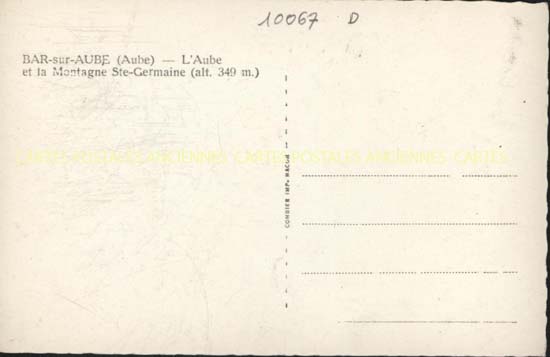 10067 D
BAR-sur-AUBE (Aube) — L'Aube
et la Montagne Ste-Germaine (alt. 349 m.)
CARTES POSTALES ANCIENNES CARTES POSTALES ANCIENNES CARTES
COMBIER IMP. MACON